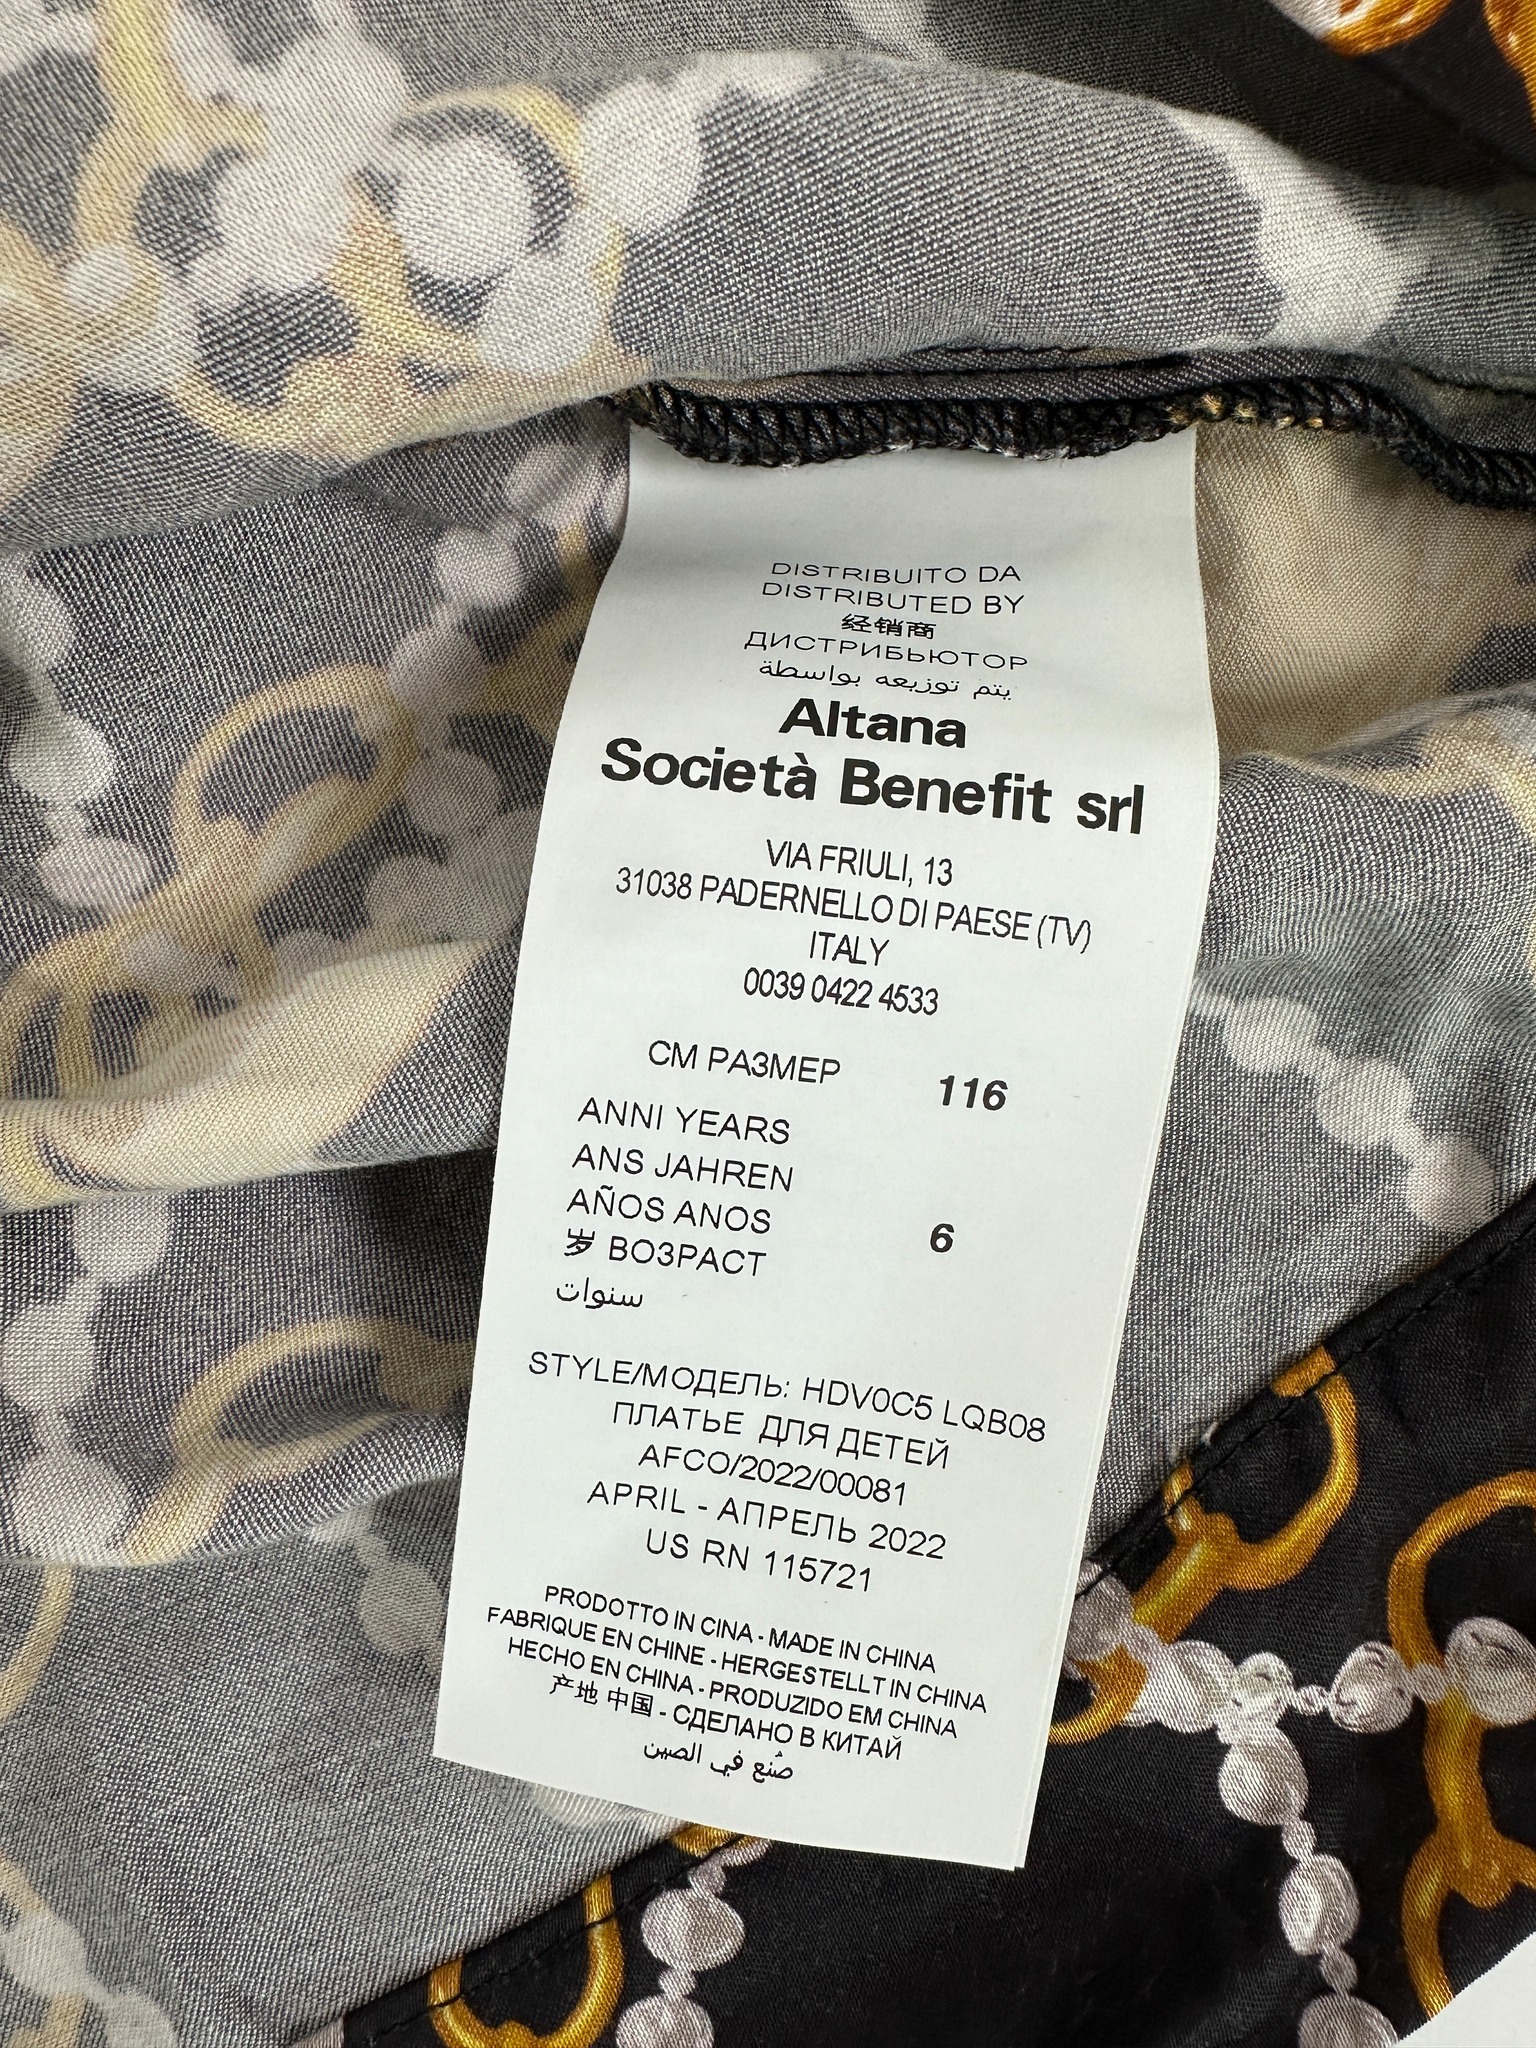 DISTRIBUITO DA
DISTRIBUTED BY
经销商
ДИСТРИБЬЮТОР
يتم توزيعه بواسطة
Altana
Società Benefit srl
VIA FRIULI, 13
31038 PADERNELLO DI PAESE (TV)
ITALY
0039 0422 4533
СМ РАЗМЕР 116
ANNI YEARS
ANS JAHREN
AÑOS ANOS 6
岁 ВОЗРАСТ
سنوات
STYLE/МОДЕЛЬ: HDV0C5 LQB08
ПЛАТЬЕ ДЛЯ ДЕТЕЙ
AFCO/2022/00081
APRIL - АПРЕЛЬ 2022
US RN 115721
PRODOTTO IN CINA - MADE IN CHINA
FABRIQUE EN CHINE - HERGESTELLT IN CHINA
HECHO EN CHINA - PRODUZIDO EM CHINA
产地 中国 - СДЕЛАНО В КИТАЙ
صُنع في الصين